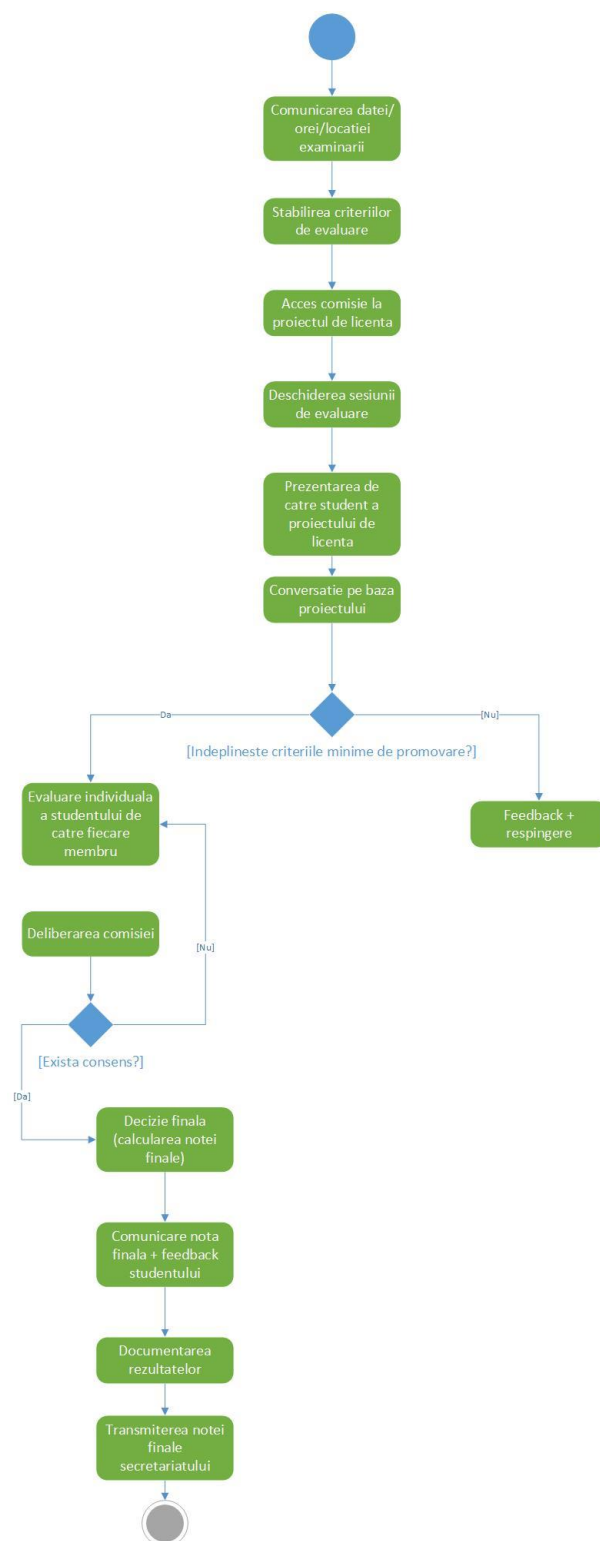 Comunicarea datei/
orei/locatiei
examinarii
Stabilirea criteriilor
de evaluare
Acces comisie la
proiectul de licenta
Deschiderea sesiunii
de evaluare
Prezentarea de
catre student a
proiectului de
licenta
Conversatie pe baza
proiectului
Da
[Nu]
[Indeplineste criteriile minime de promovare?]
Evaluare individuala
a studentului de
catre fiecare
membru
Feedback +
respingere
Deliberarea comisiei
[Nu]
[Exista consens?]
[Da]
Decizie finala
(calcularea notei
finale)
Comunicare nota
finala + feedback
studentului
Documentarea
rezultatelor
Transmiterea notei
finale
secretariatului